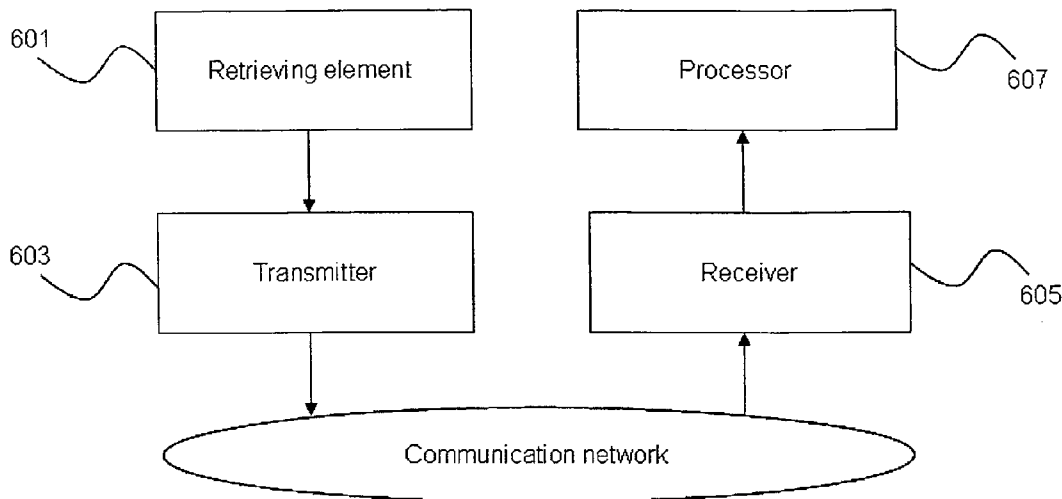 601
Retrieving element
Processor
607
603
Transmitter
Receiver
605
Communication network